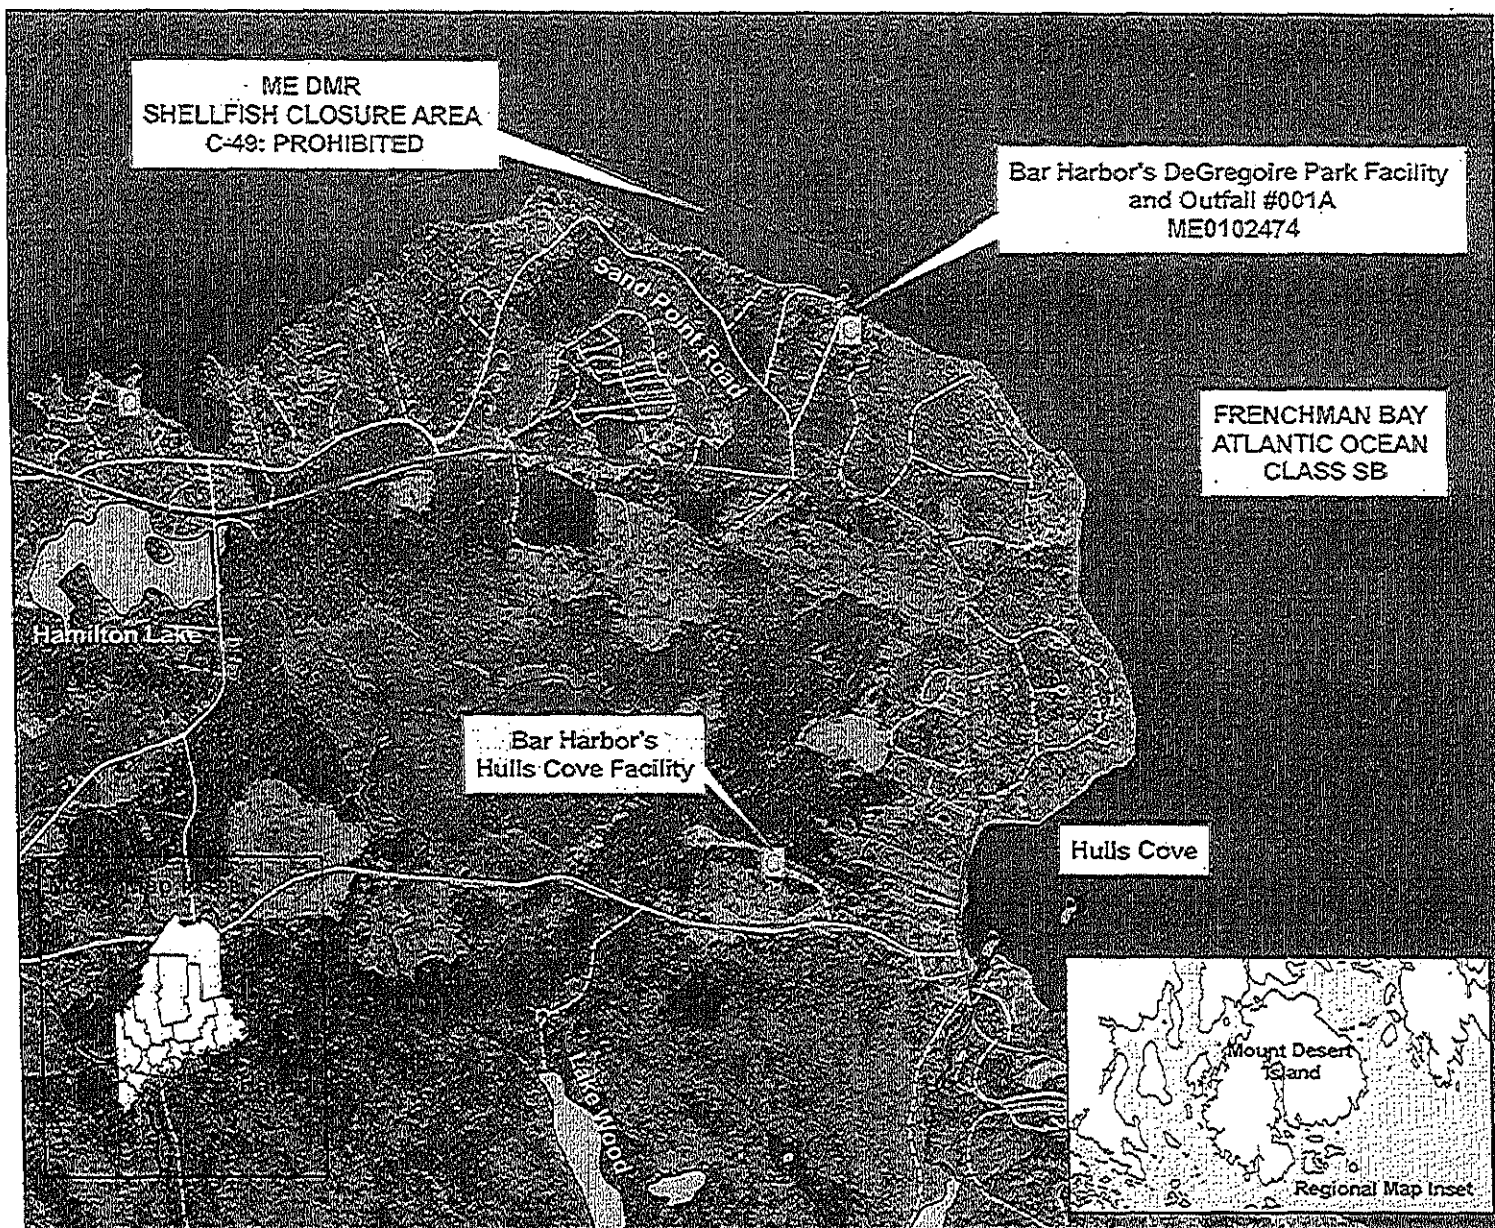 ME DMR
SHELLFISH CLOSURE AREA
C-49: PROHIBITED
Bar Harbor's DeGregoire Park Facility
and Outfall #001A
ME0102474
Sand Point Road
FRENCHMAN BAY
ATLANTIC OCEAN
CLASS SB
Hamilton Lake
Bar Harbor's
Hulls Cove Facility
Hulls Cove
Lake Wood
Mount Desert
Island
Regional Map Inset